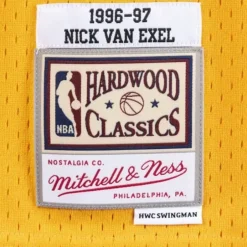 1996-97
NICK VAN EXEL
HARDWOOD
NBA
CLASSICS
NOSTALGIA CO.
Mitchell & Ness
PHILADELPHIA, PA.
HWC SWINGMAN